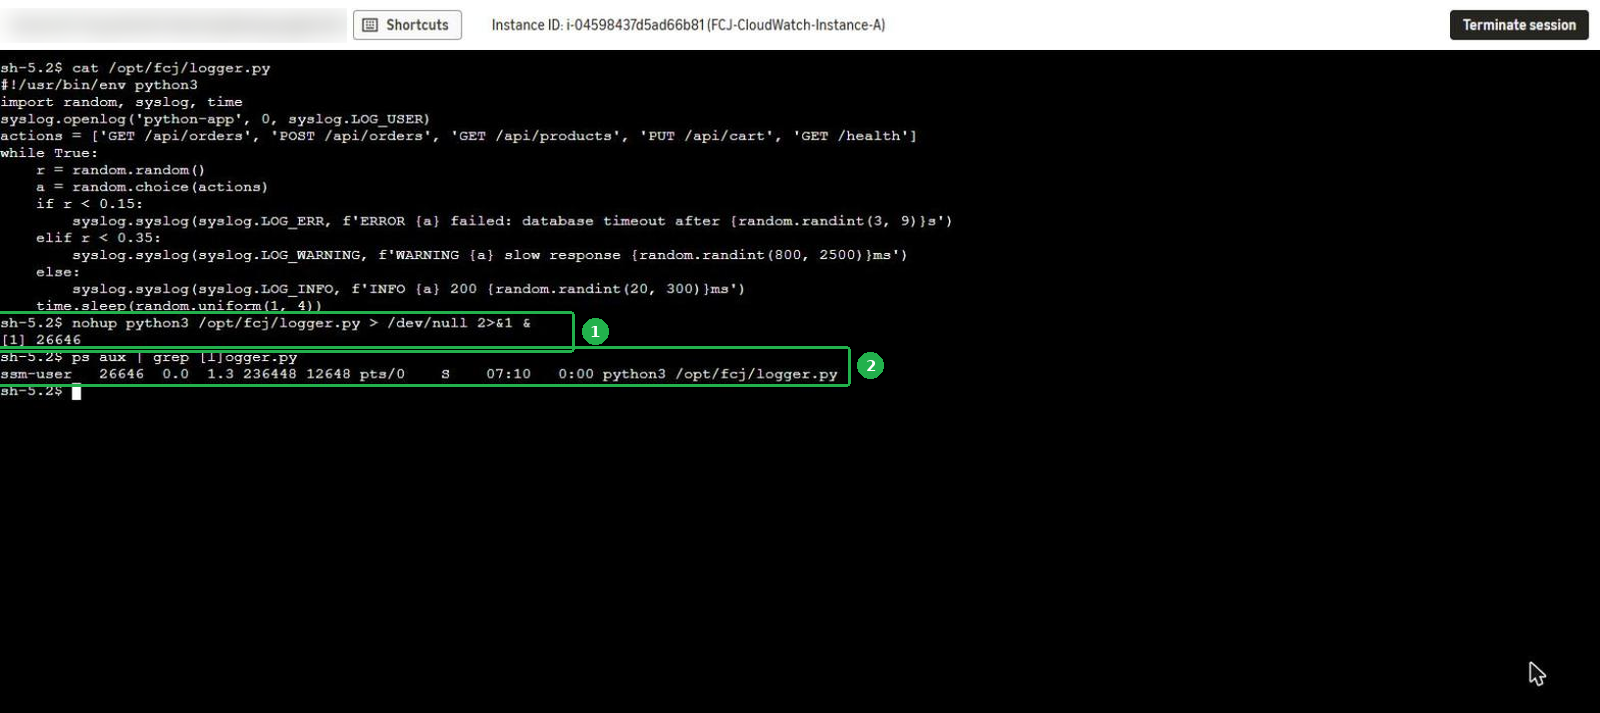 Shortcuts
Instance ID: i-04598437d5ad66b81 (FCJ-CloudWatch-Instance-A)
Terminate session
sh-5.2$ cat /opt/fcj/logger.py
#!/usr/bin/env python3
import random, syslog, time
syslog.openlog('python-app', 0, syslog.LOG_USER)
actions = ['GET /api/orders', 'POST /api/orders', 'GET /api/products', 'PUT /api/cart', 'GET /health']
while True:
    r = random.random()
    a = random.choice(actions)
    if r < 0.15:
        syslog.syslog(syslog.LOG_ERR, f'ERROR {a} failed: database timeout after {random.randint(3, 9)}s')
    elif r < 0.35:
        syslog.syslog(syslog.LOG_WARNING, f'WARNING {a} slow response {random.randint(800, 2500)}ms')
    else:
        syslog.syslog(syslog.LOG_INFO, f'INFO {a} 200 {random.randint(20, 300)}ms')
    time.sleep(random.uniform(1, 4))
sh-5.2$ nohup python3 /opt/fcj/logger.py > /dev/null 2>&1 &
[1] 26646
1
sh-5.2$ ps aux | grep [l]ogger.py
ssm-user   26646  0.0  1.3 236448 12648 pts/0    S    07:10   0:00 python3 /opt/fcj/logger.py
2
sh-5.2$